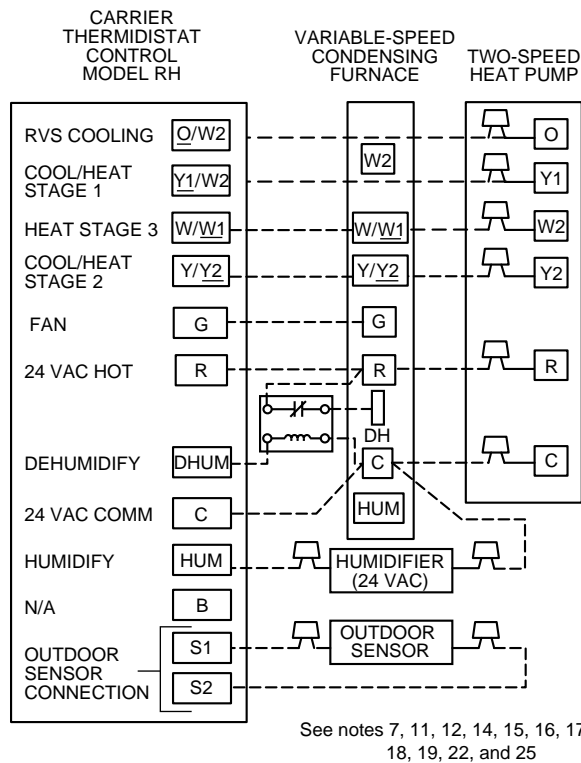 CARRIER
THERMIDISTAT
CONTROL
MODEL RH
VARIABLE-SPEED
CONDENSING
FURNACE
TWO-SPEED
HEAT PUMP
RVS COOLING
O/W2
W2
O
COOL/HEAT
STAGE 1
Y1/W2
Y1
HEAT STAGE 3
W/W1
W/W1
W2
COOL/HEAT
STAGE 2
Y/Y2
Y/Y2
Y2
FAN
G
G
24 VAC HOT
R
R
R
DH
DEHUMIDIFY
DHUM
C
C
24 VAC COMM
C
HUM
HUMIDIFY
HUM
HUMIDIFIER
(24 VAC)
N/A
B
OUTDOOR
SENSOR
CONNECTION
S1
S2
OUTDOOR
SENSOR
See notes 7, 11, 12, 14, 15, 16, 17
18, 19, 22, and 25